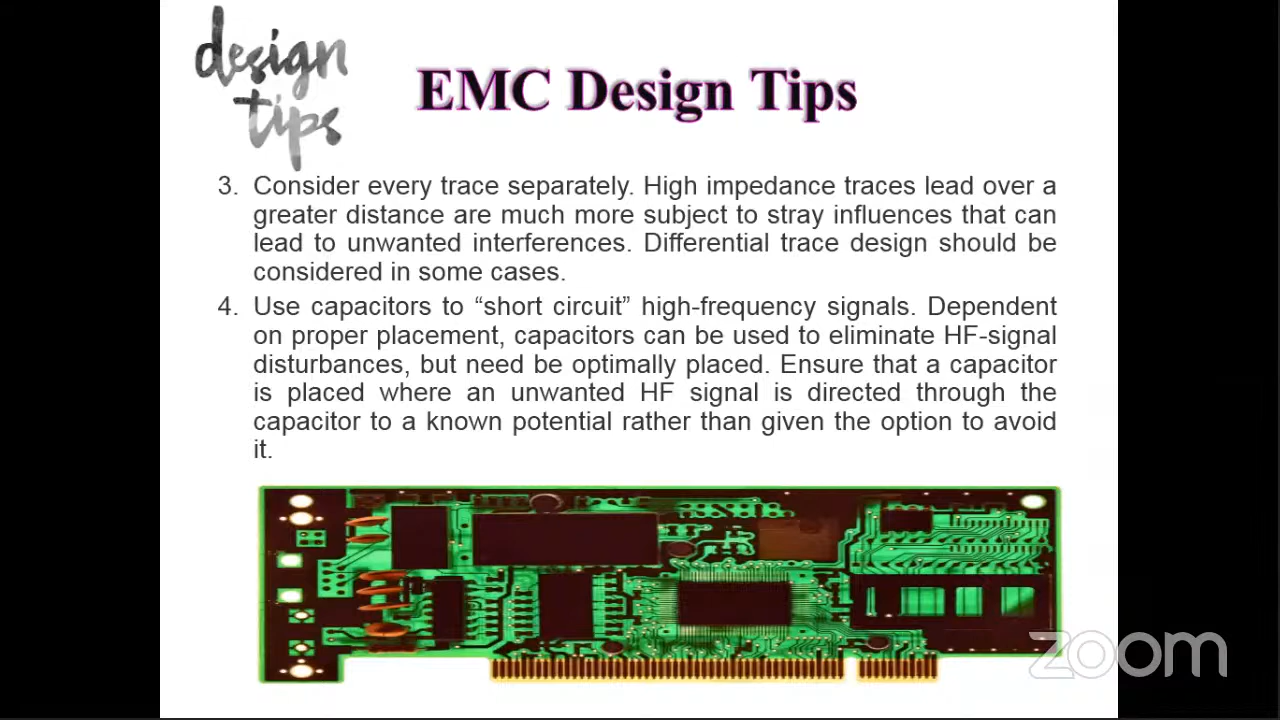 design
tips
EMC Design Tips
3. Consider every trace separately. High impedance traces lead over a
greater distance are much more subject to stray influences that can
lead to unwanted interferences. Differential trace design should be
considered in some cases.
4. Use capacitors to “short circuit” high-frequency signals. Dependent
on proper placement, capacitors can be used to eliminate HF-signal
disturbances, but need be optimally placed. Ensure that a capacitor
is placed where an unwanted HF signal is directed through the
capacitor to a known potential rather than given the option to avoid
it.
zoom